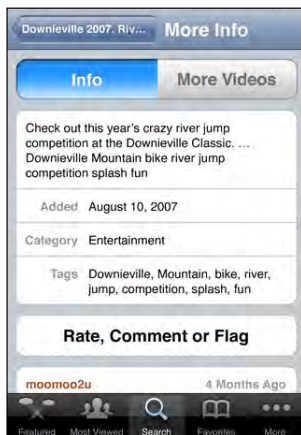 Downieville 2007. Riv... More Info
Info More Videos
Check out this year's crazy river jump
competition at the Downieville Classic. ...
Downieville Mountain bike river jump
competition splash fun
Added August 10, 2007
Category Entertainment
Tags Downieville, Mountain, bike, river,
jump, competition, splash, fun
Rate, Comment or Flag
moomoo2u 4 Months Ago
Featured Most Viewed Search Favorites More